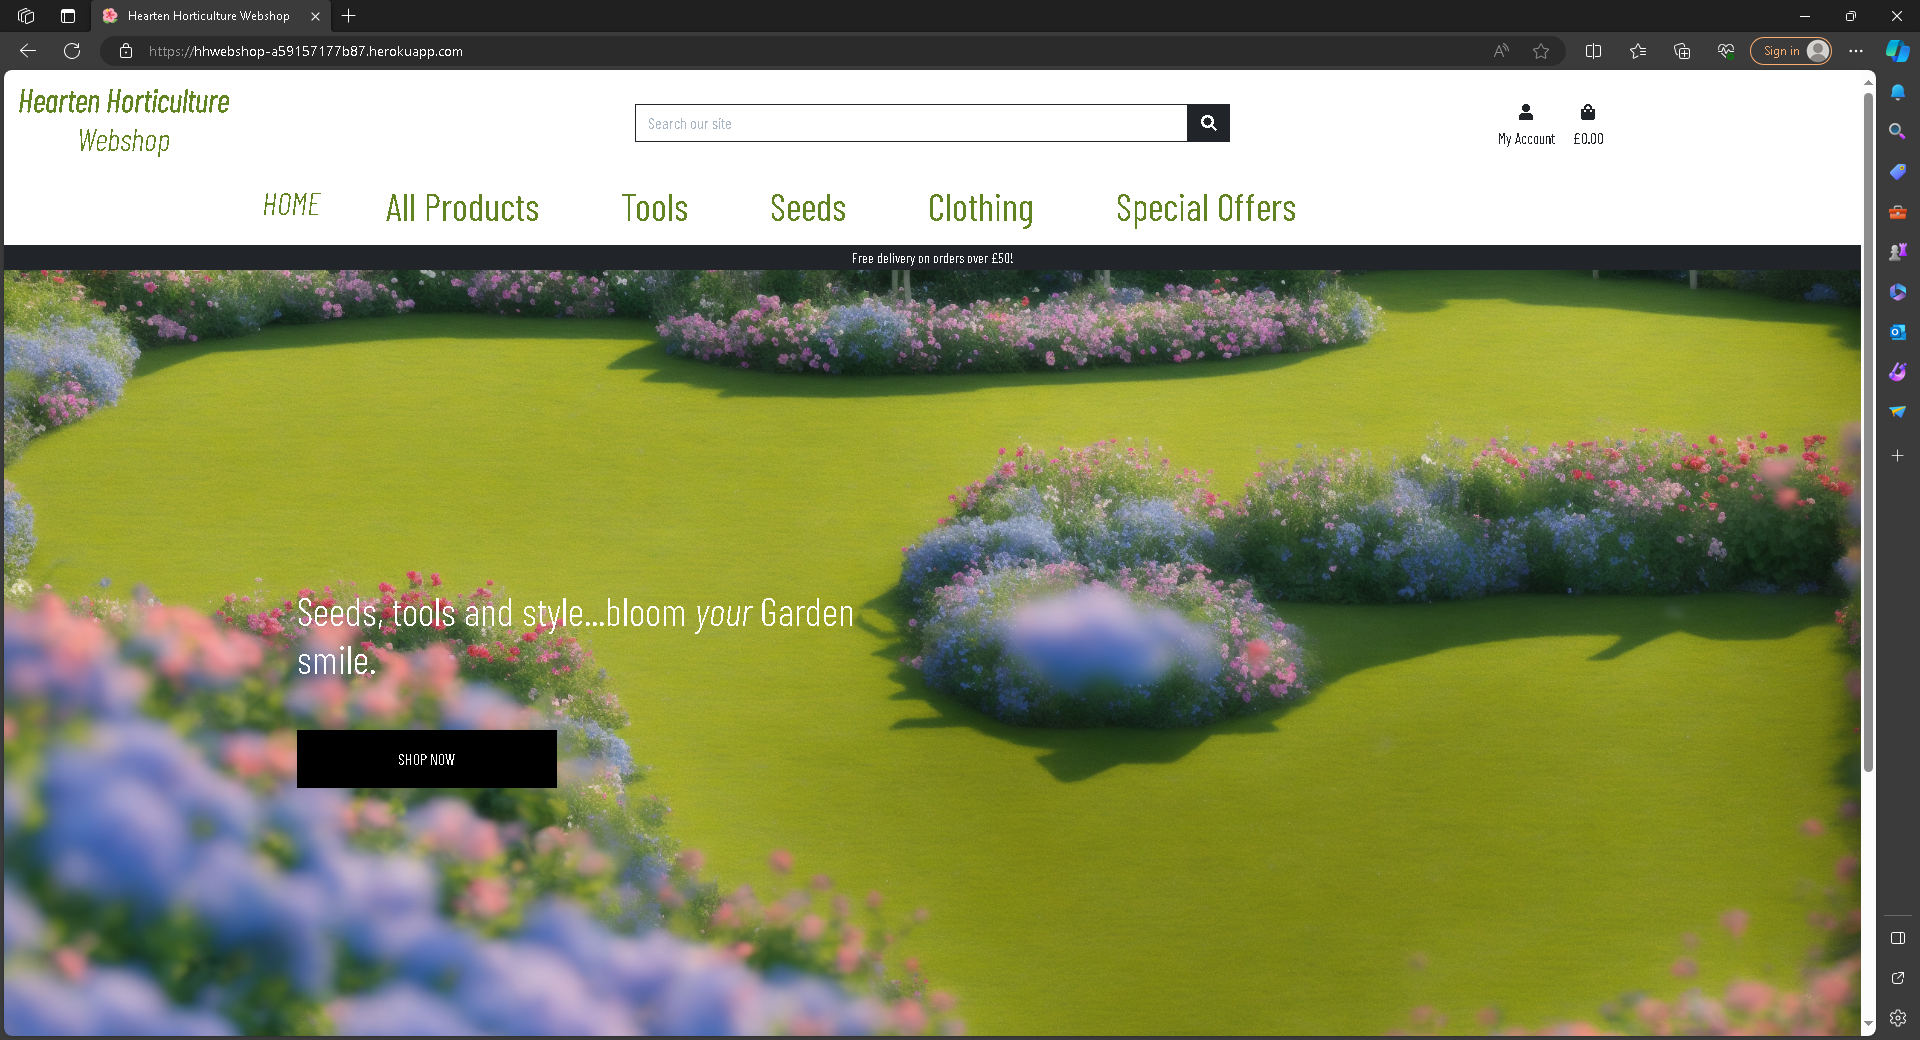 Hearten Horticulture Webshop
https://hhwebshop-a59157177b87.herokuapp.com
Sign in
Hearten Horticulture
Webshop
Search our site
My Account
£0.00
HOME
All Products
Tools
Seeds
Clothing
Special Offers
Free delivery on orders over £50!
Seeds, tools and style...bloom your Garden
smile.
SHOP NOW